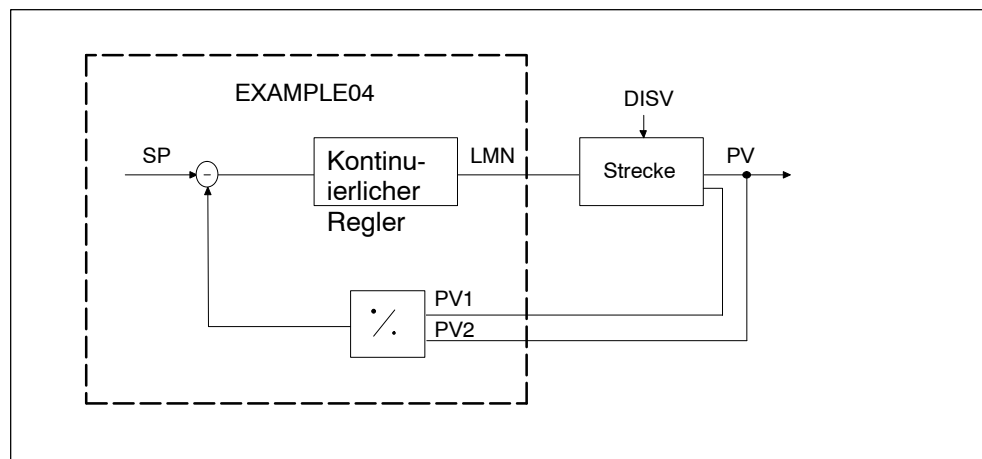 EXAMPLE04
DISV
SP
Kontinu-
ierlicher
Regler
LMN
Strecke
PV
PV1
PV2